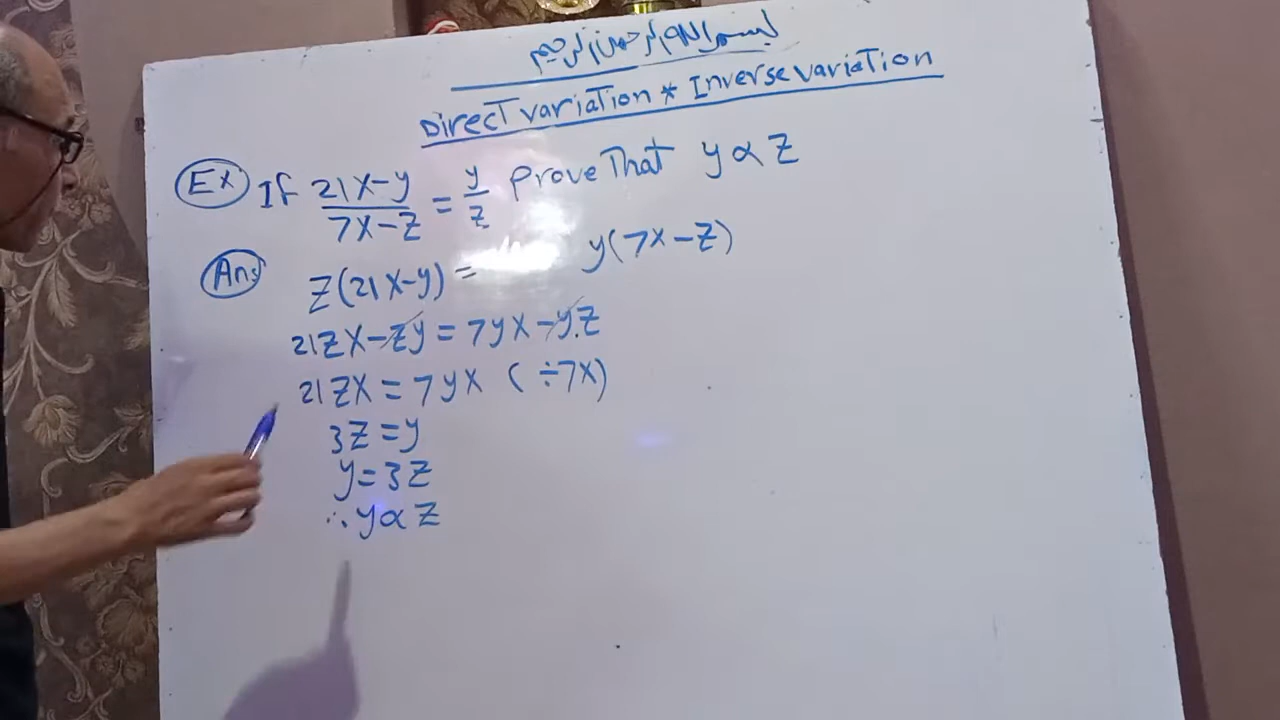 بسم الله الرحمن الرحيم
Direct variation * Inverse variation
Ex If (21x-y)/(7x-z) = y/z prove That y ∝ z
Ans z(21x-y) = y(7x-z)
21zx-zy = 7yx-yz
21zx = 7yx (÷7x)
3z = y
y = 3z
∴ y ∝ z